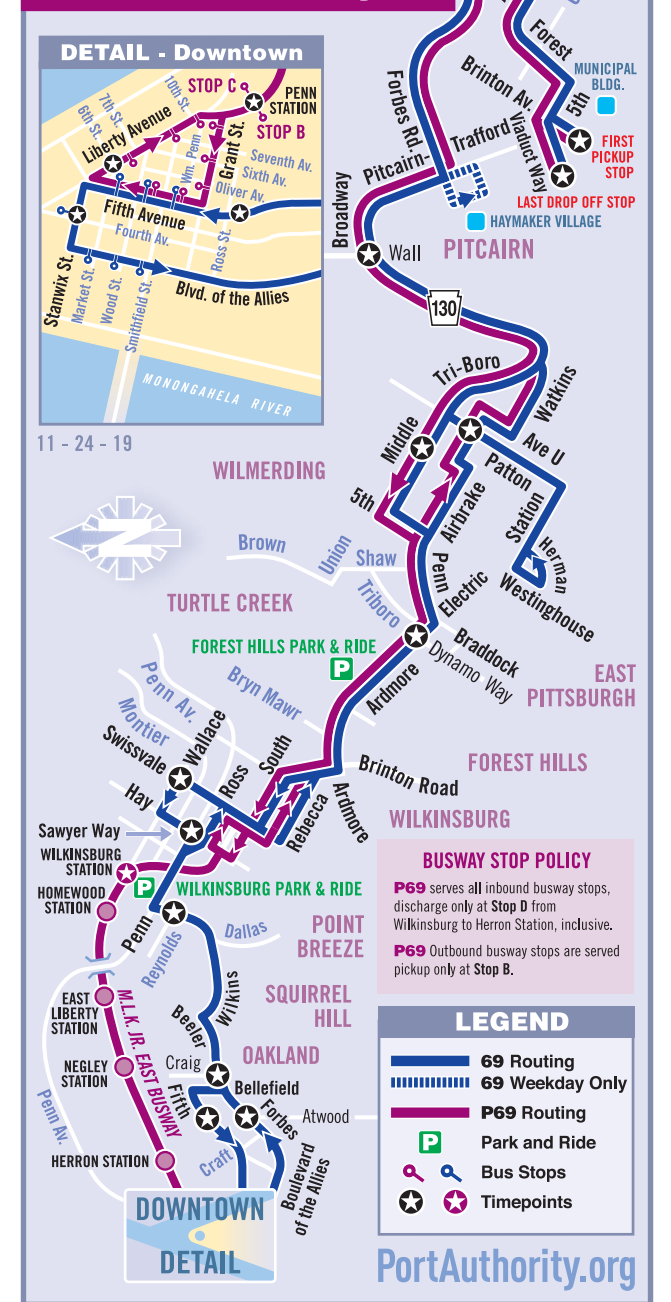 DETAIL - Downtown
STOP C
PENN
STATION
STOP B
10th St.
7th St.
6th St.
Liberty Avenue
Wm. Penn
Grant St.
Seventh Av.
Sixth Av.
Oliver Av.
Fifth Avenue
Fourth Av.
Ross St.
Stanwix St.
Market St.
Wood St.
Smithfield St.
Blvd. of the Allies
MONONGAHELA RIVER
11 - 24 - 19
Forest
Brinton Av.
5th
MUNICIPAL
BLDG.
Forbes Rd.
Trafford
Viaduct Way
FIRST
PICKUP
STOP
Pitcairn-
LAST DROP OFF STOP
HAYMAKER VILLAGE
Broadway
Wall
PITCAIRN
130
Tri-Boro
Watkins
Middle
Ave U
WILMERDING
Patton
5th
Airbrake
Station
Herman
Westinghouse
N
Brown
Union
Shaw
Penn
Triboro
Electric
TURTLE CREEK
FOREST HILLS PARK & RIDE
P
Braddock
Dynamo Way
EAST
PITTSBURGH
Bryn Mawr
Ardmore
Penn Av.
Montier
Swissvale
Wallace
Ross
South
Brinton Road
FOREST HILLS
Hay
Rebecca
Ardmore
WILKINSBURG
Sawyer Way
WILKINSBURG
STATION
P
WILKINSBURG PARK & RIDE
HOMEWOOD
STATION
Penn
Reynolds
Dallas
POINT
BREEZE
BUSWAY STOP POLICY
P69 serves all inbound busway stops,
discharge only at Stop D from
Wilkinsburg to Herron Station, inclusive.
P69 Outbound busway stops are served
pickup only at Stop B.
EAST
LIBERTY
STATION
M.L.K. JR. EAST BUSWAY
Wilkins
SQUIRREL
HILL
Beeler
NEGLEY
STATION
Craig
OAKLAND
Bellefield
Fifth
Forbes
Atwood
Penn Av.
HERRON STATION
Craft
Boulevard
of the Allies
DOWNTOWN
DETAIL
LEGEND
69 Routing
69 Weekday Only
P69 Routing
P
Park and Ride
Bus Stops
Timepoints
PortAuthority.org